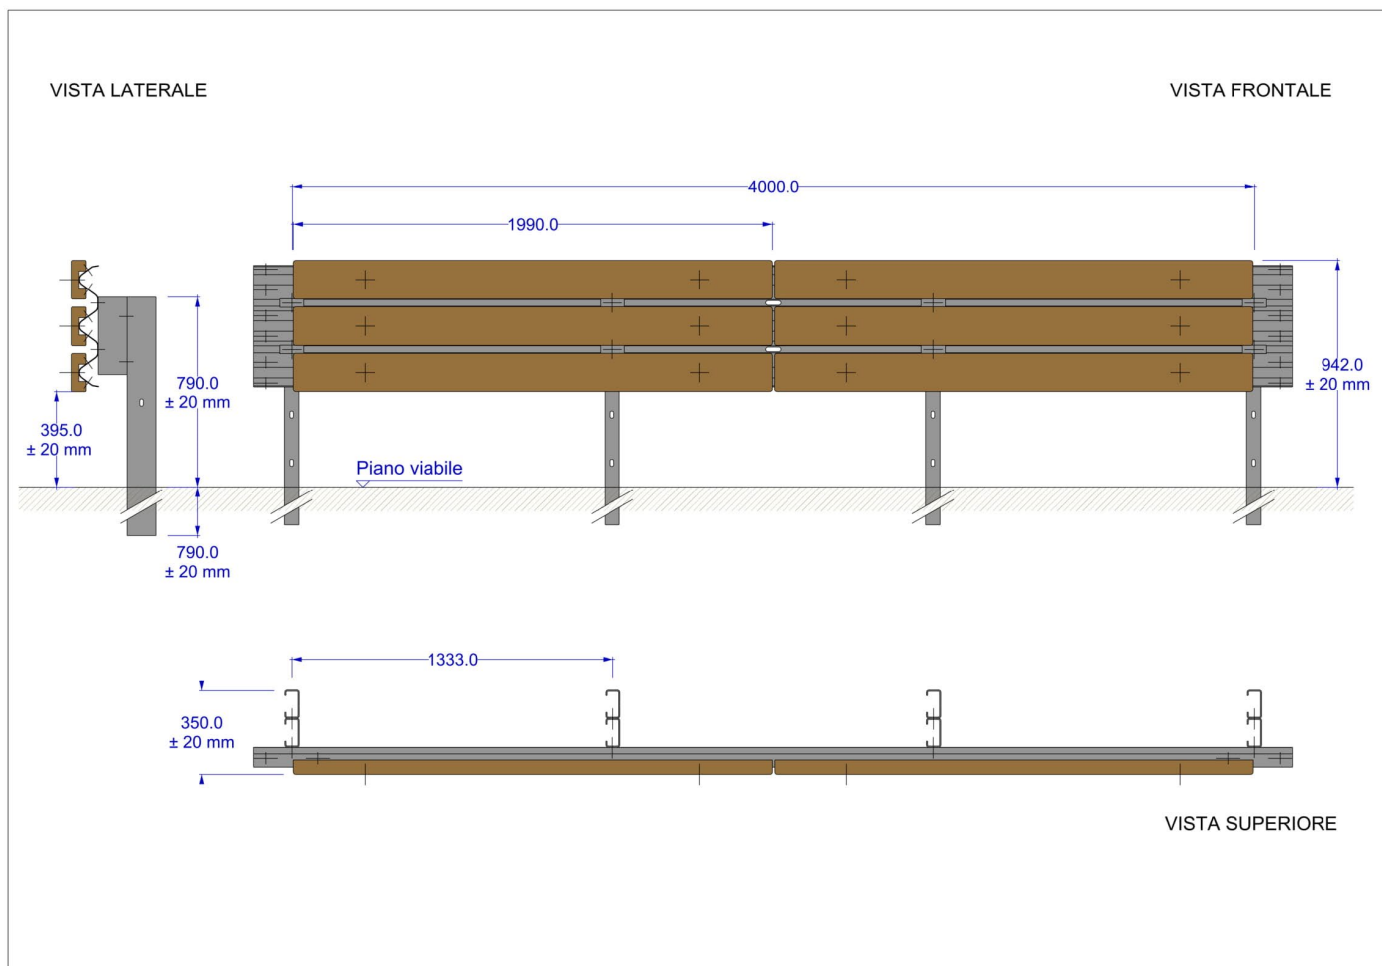 VISTA LATERALE
VISTA FRONTALE
4000.0
1990.0
790.0
± 20 mm
942.0
± 20 mm
395.0
± 20 mm
Piano viabile
790.0
± 20 mm
1333.0
350.0
± 20 mm
VISTA SUPERIORE